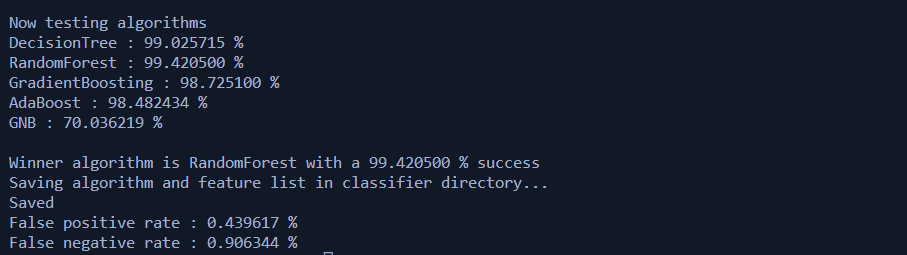 Now testing algorithms
DecisionTree : 99.025715 %
RandomForest : 99.420500 %
GradientBoosting : 98.725100 %
AdaBoost : 98.482434 %
GNB : 70.036219 %
Winner algorithm is RandomForest with a 99.420500 % success
Saving algorithm and feature list in classifier directory...
Saved
False positive rate : 0.439617 %
False negative rate : 0.906344 %